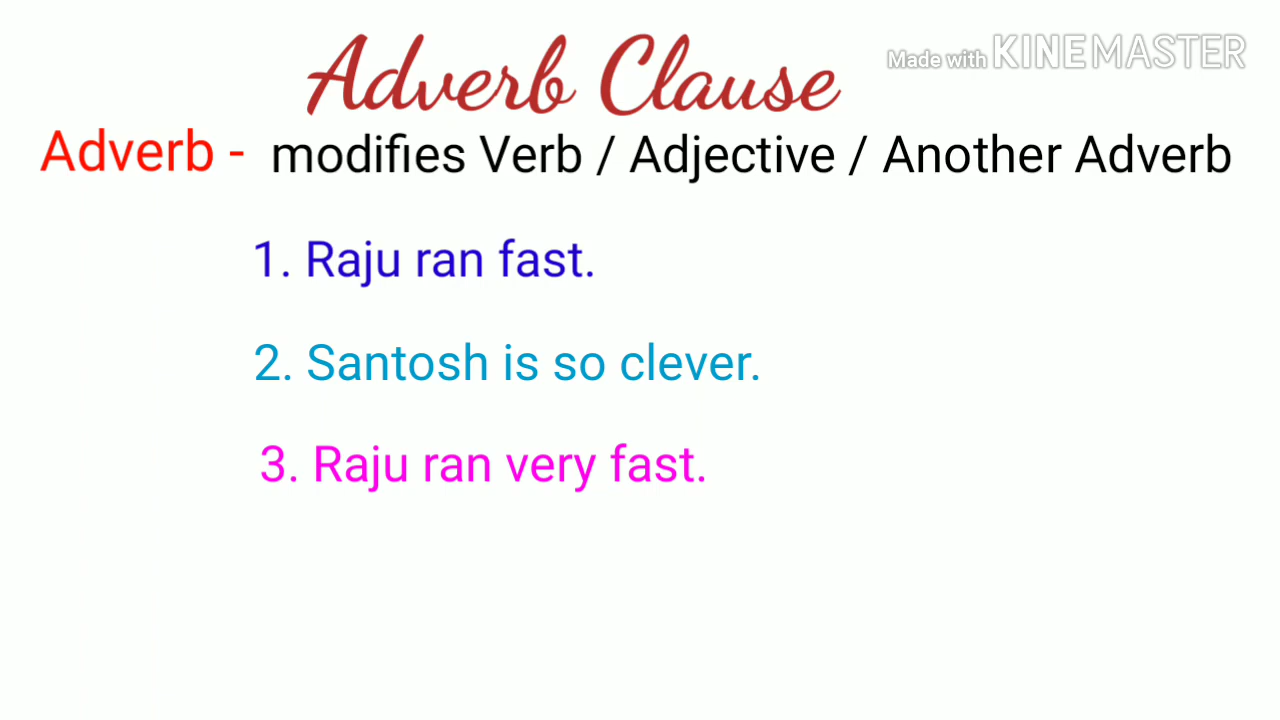 Adverb Clause
Made with KINEMASTER
Adverb - modifies Verb / Adjective / Another Adverb
1. Raju ran fast.
2. Santosh is so clever.
3. Raju ran very fast.